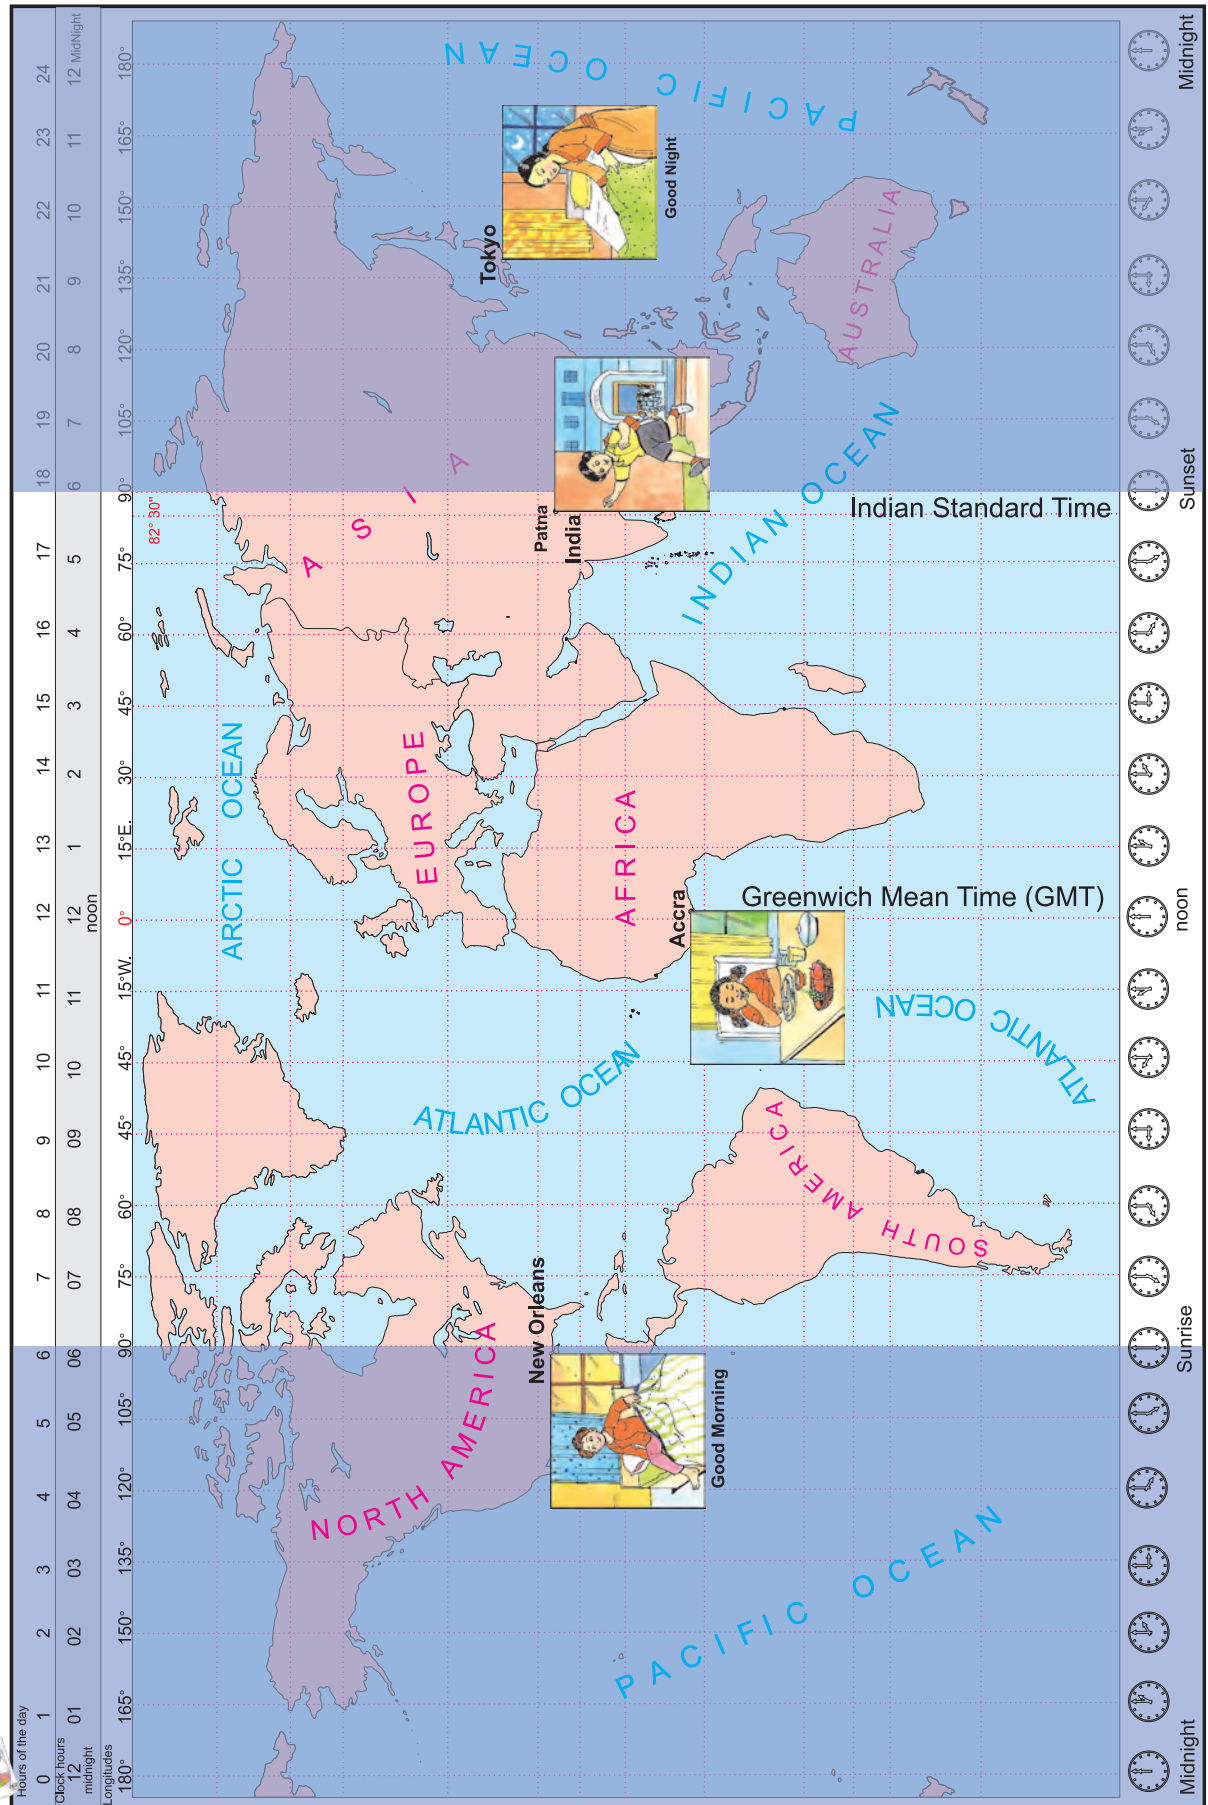 Hours of the day
0 1 2 3 4 5 6 7 8 9 10 11 12 13 14 15 16 17 18 19 20 21 22 23 24
Clock hours
12 01 02 03 04 05 06 07 08 09 10 11 12 1 2 3 4 5 6 7 8 9 10 11 12 MidNight
midnight
noon
Longitudes
180° 165° 150° 135° 120° 105° 90° 75° 60° 45° 45° 15°W. 0° 15°E. 30° 45° 60° 75° 90° 105° 120° 135° 150° 165° 180°
82° 30"
ARCTIC OCEAN
NORTH AMERICA
EUROPE
ASIA
ATLANTIC OCEAN
PACIFIC OCEAN
Tokyo
Good Night
New Orleans
Good Morning
Patna
India
AFRICA
Accra
PACIFIC OCEAN
SOUTH AMERICA
ATLANTIC OCEAN
INDIAN OCEAN
AUSTRALIA
Greenwich Mean Time (GMT)
Indian Standard Time
Midnight
Sunrise
noon
Sunset
Midnight